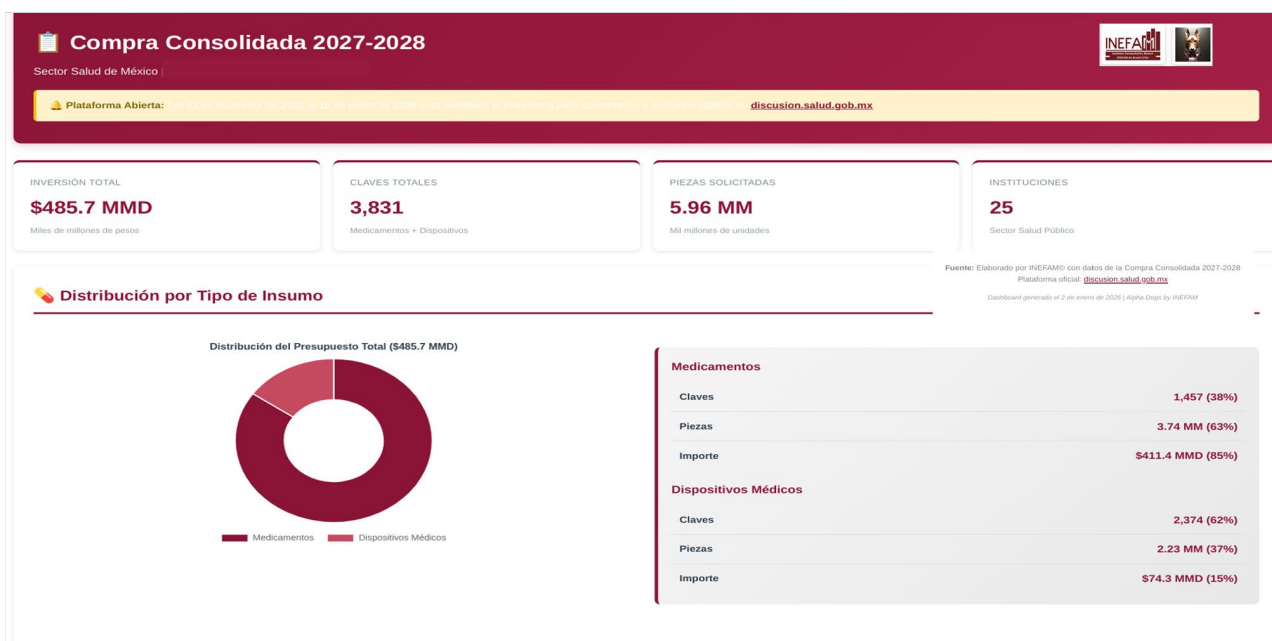 Compra Consolidada 2027-2028
INEFAM
Sector Salud de México |
Plataforma Abierta: discusion.salud.gob.mx
INVERSIÓN TOTAL
$485.7 MMD
Miles de millones de pesos
CLAVES TOTALES
3,831
Medicamentos + Dispositivos
PIEZAS SOLICITADAS
5.96 MM
Mil millones de unidades
INSTITUCIONES
25
Sector Salud Público
Fuente: Elaborado por INEFAM© con datos de la Compra Consolidada 2027-2028
Plataforma oficial: discusion.salud.gob.mx
Dashboard generado el 2 de enero de 2026 | Alpha Dogs by INEFAM
Distribución por Tipo de Insumo
Distribución del Presupuesto Total ($485.7 MMD)
Medicamentos Dispositivos Médicos
Medicamentos
Claves 1,457 (38%)
Piezas 3.74 MM (63%)
Importe $411.4 MMD (85%)
Dispositivos Médicos
Claves 2,374 (62%)
Piezas 2.23 MM (37%)
Importe $74.3 MMD (15%)